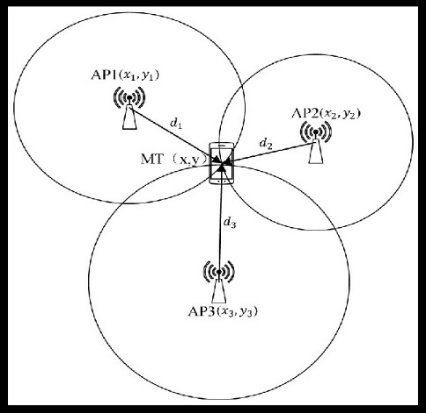 AP1(x₁, y₁)
d₁
AP2(x₂, y₂)
d₂
MT（x,y）
d₃
AP3(x₃, y₃)